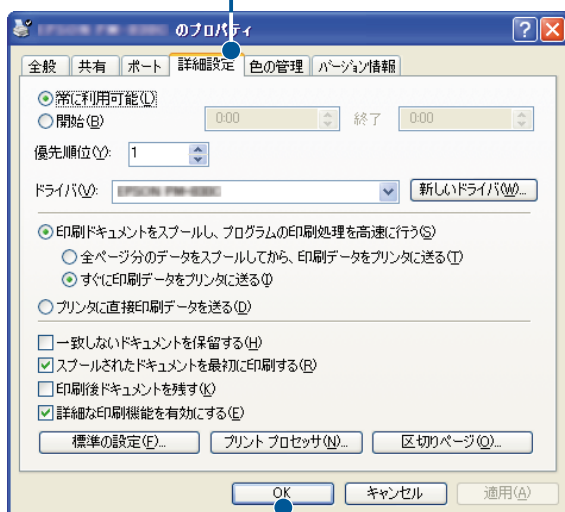 のプロパティ
全般 共有 ポート 詳細設定 色の管理 バージョン情報
常に利用可能(L)
開始(B) 0:00 終了 0:00
優先順位(Y): 1
ドライバ(V): 新しいドライバ(W)...
印刷ドキュメントをスプールし、プログラムの印刷処理を高速に行う(S)
全ページ分のデータをスプールしてから、印刷データをプリンタに送る(T)
すぐに印刷データをプリンタに送る(I)
プリンタに直接印刷データを送る(D)
一致しないドキュメントを保留する(H)
スプールされたドキュメントを最初に印刷する(R)
印刷後ドキュメントを残す(K)
詳細な印刷機能を有効にする(E)
標準の設定(F)... プリント プロセッサ(N)... 区切りページ(O)...
OK キャンセル 適用(A)